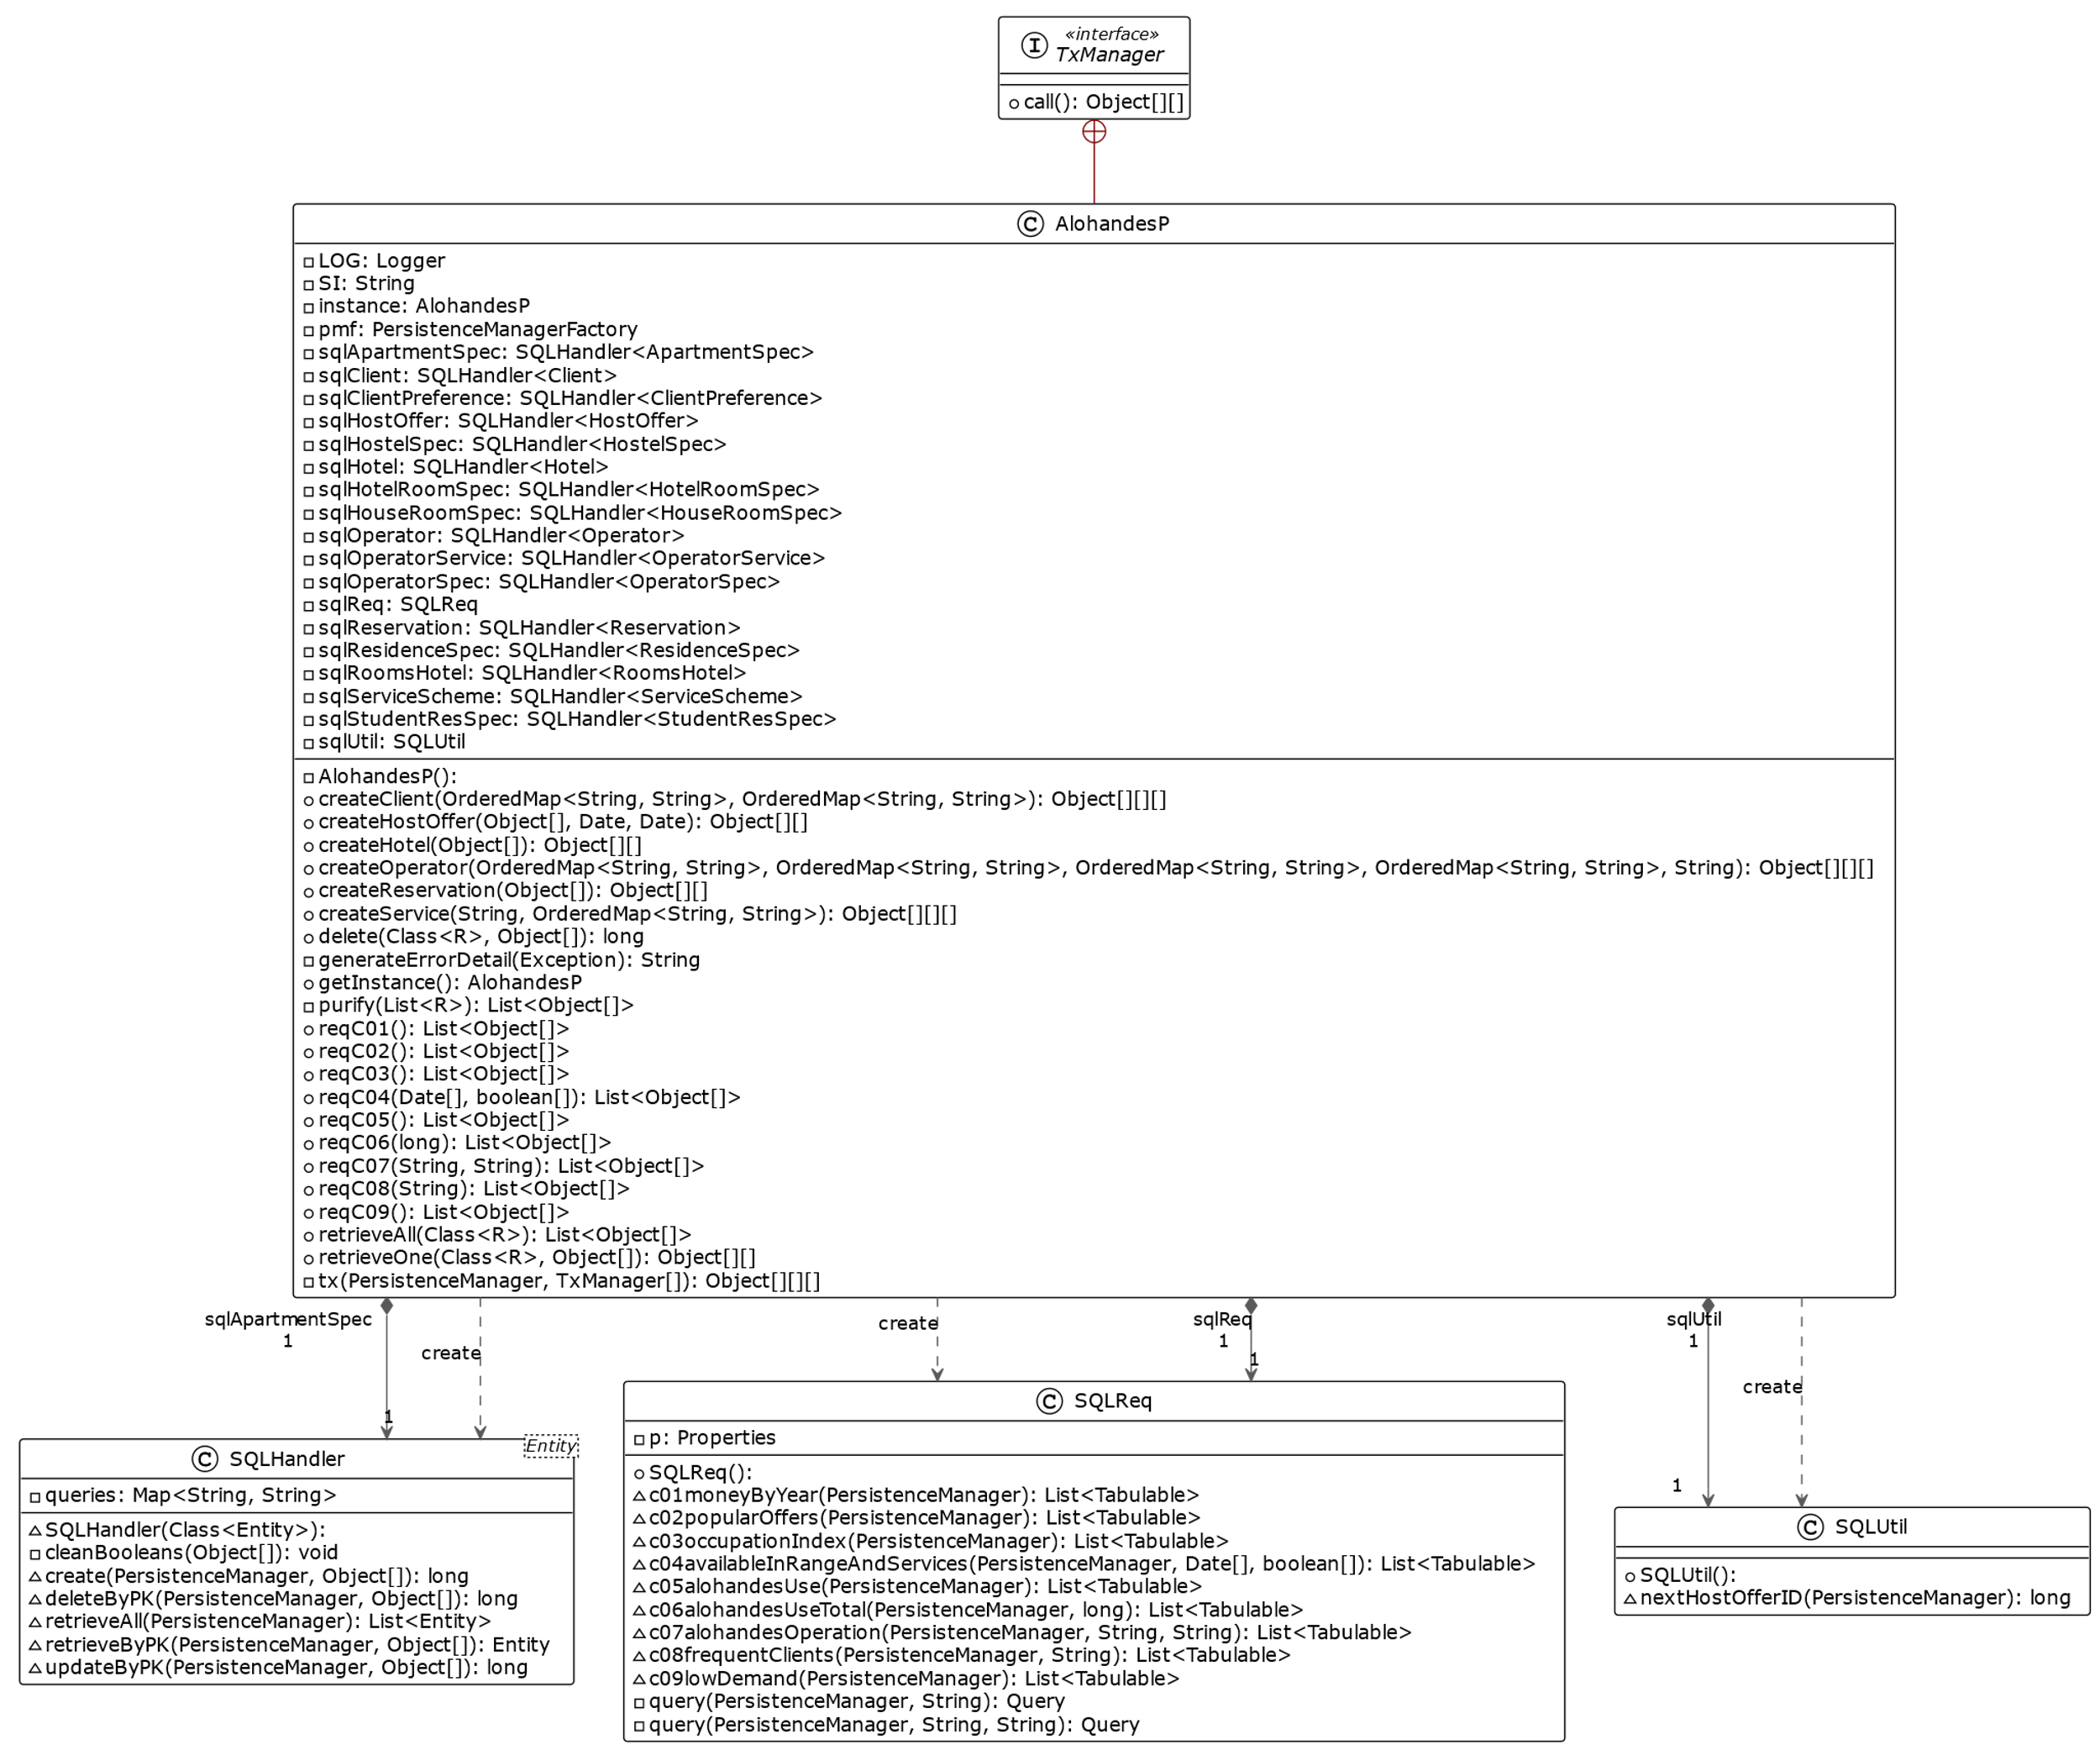 I
«interface»
TxManager
call(): Object[][]
C AlohandesP
LOG: Logger
SI: String
instance: AlohandesP
pmf: PersistenceManagerFactory
sqlApartmentSpec: SQLHandler<ApartmentSpec>
sqlClient: SQLHandler<Client>
sqlClientPreference: SQLHandler<ClientPreference>
sqlHostOffer: SQLHandler<HostOffer>
sqlHostelSpec: SQLHandler<HostelSpec>
sqlHotel: SQLHandler<Hotel>
sqlHotelRoomSpec: SQLHandler<HotelRoomSpec>
sqlHouseRoomSpec: SQLHandler<HouseRoomSpec>
sqlOperator: SQLHandler<Operator>
sqlOperatorService: SQLHandler<OperatorService>
sqlOperatorSpec: SQLHandler<OperatorSpec>
sqlReq: SQLReq
sqlReservation: SQLHandler<Reservation>
sqlResidenceSpec: SQLHandler<ResidenceSpec>
sqlRoomsHotel: SQLHandler<RoomsHotel>
sqlServiceScheme: SQLHandler<ServiceScheme>
sqlStudentResSpec: SQLHandler<StudentResSpec>
sqlUtil: SQLUtil
AlohandesP():
createClient(OrderedMap<String, String>, OrderedMap<String, String>): Object[][][]
createHostOffer(Object[], Date, Date): Object[][]
createHotel(Object[]): Object[][]
createOperator(OrderedMap<String, String>, OrderedMap<String, String>, OrderedMap<String, String>, OrderedMap<String, String>, String): Object[][][]
createReservation(Object[]): Object[][]
createService(String, OrderedMap<String, String>): Object[][][]
delete(Class<R>, Object[]): long
generateErrorDetail(Exception): String
getInstance(): AlohandesP
purify(List<R>): List<Object[]>
reqC01(): List<Object[]>
reqC02(): List<Object[]>
reqC03(): List<Object[]>
reqC04(Date[], boolean[]): List<Object[]>
reqC05(): List<Object[]>
reqC06(long): List<Object[]>
reqC07(String, String): List<Object[]>
reqC08(String): List<Object[]>
reqC09(): List<Object[]>
retrieveAll(Class<R>): List<Object[]>
retrieveOne(Class<R>, Object[]): Object[][]
tx(PersistenceManager, TxManager[]): Object[][][]
sqlApartmentSpec
1
create
1
create
sqlReq
1
1
sqlUtil
1
create
1
C SQLHandler
Entity
queries: Map<String, String>
~SQLHandler(Class<Entity>):
cleanBooleans(Object[]): void
~create(PersistenceManager, Object[]): long
~deleteByPK(PersistenceManager, Object[]): long
~retrieveAll(PersistenceManager): List<Entity>
~retrieveByPK(PersistenceManager, Object[]): Entity
~updateByPK(PersistenceManager, Object[]): long
C SQLReq
p: Properties
SQLReq():
~c01moneyByYear(PersistenceManager): List<Tabulable>
~c02popularOffers(PersistenceManager): List<Tabulable>
~c03occupationIndex(PersistenceManager): List<Tabulable>
~c04availableInRangeAndServices(PersistenceManager, Date[], boolean[]): List<Tabulable>
~c05alohandesUse(PersistenceManager): List<Tabulable>
~c06alohandesUseTotal(PersistenceManager, long): List<Tabulable>
~c07alohandesOperation(PersistenceManager, String, String): List<Tabulable>
~c08frequentClients(PersistenceManager, String): List<Tabulable>
~c09lowDemand(PersistenceManager): List<Tabulable>
query(PersistenceManager, String): Query
query(PersistenceManager, String, String): Query
C SQLUtil
SQLUtil():
~nextHostOfferID(PersistenceManager): long